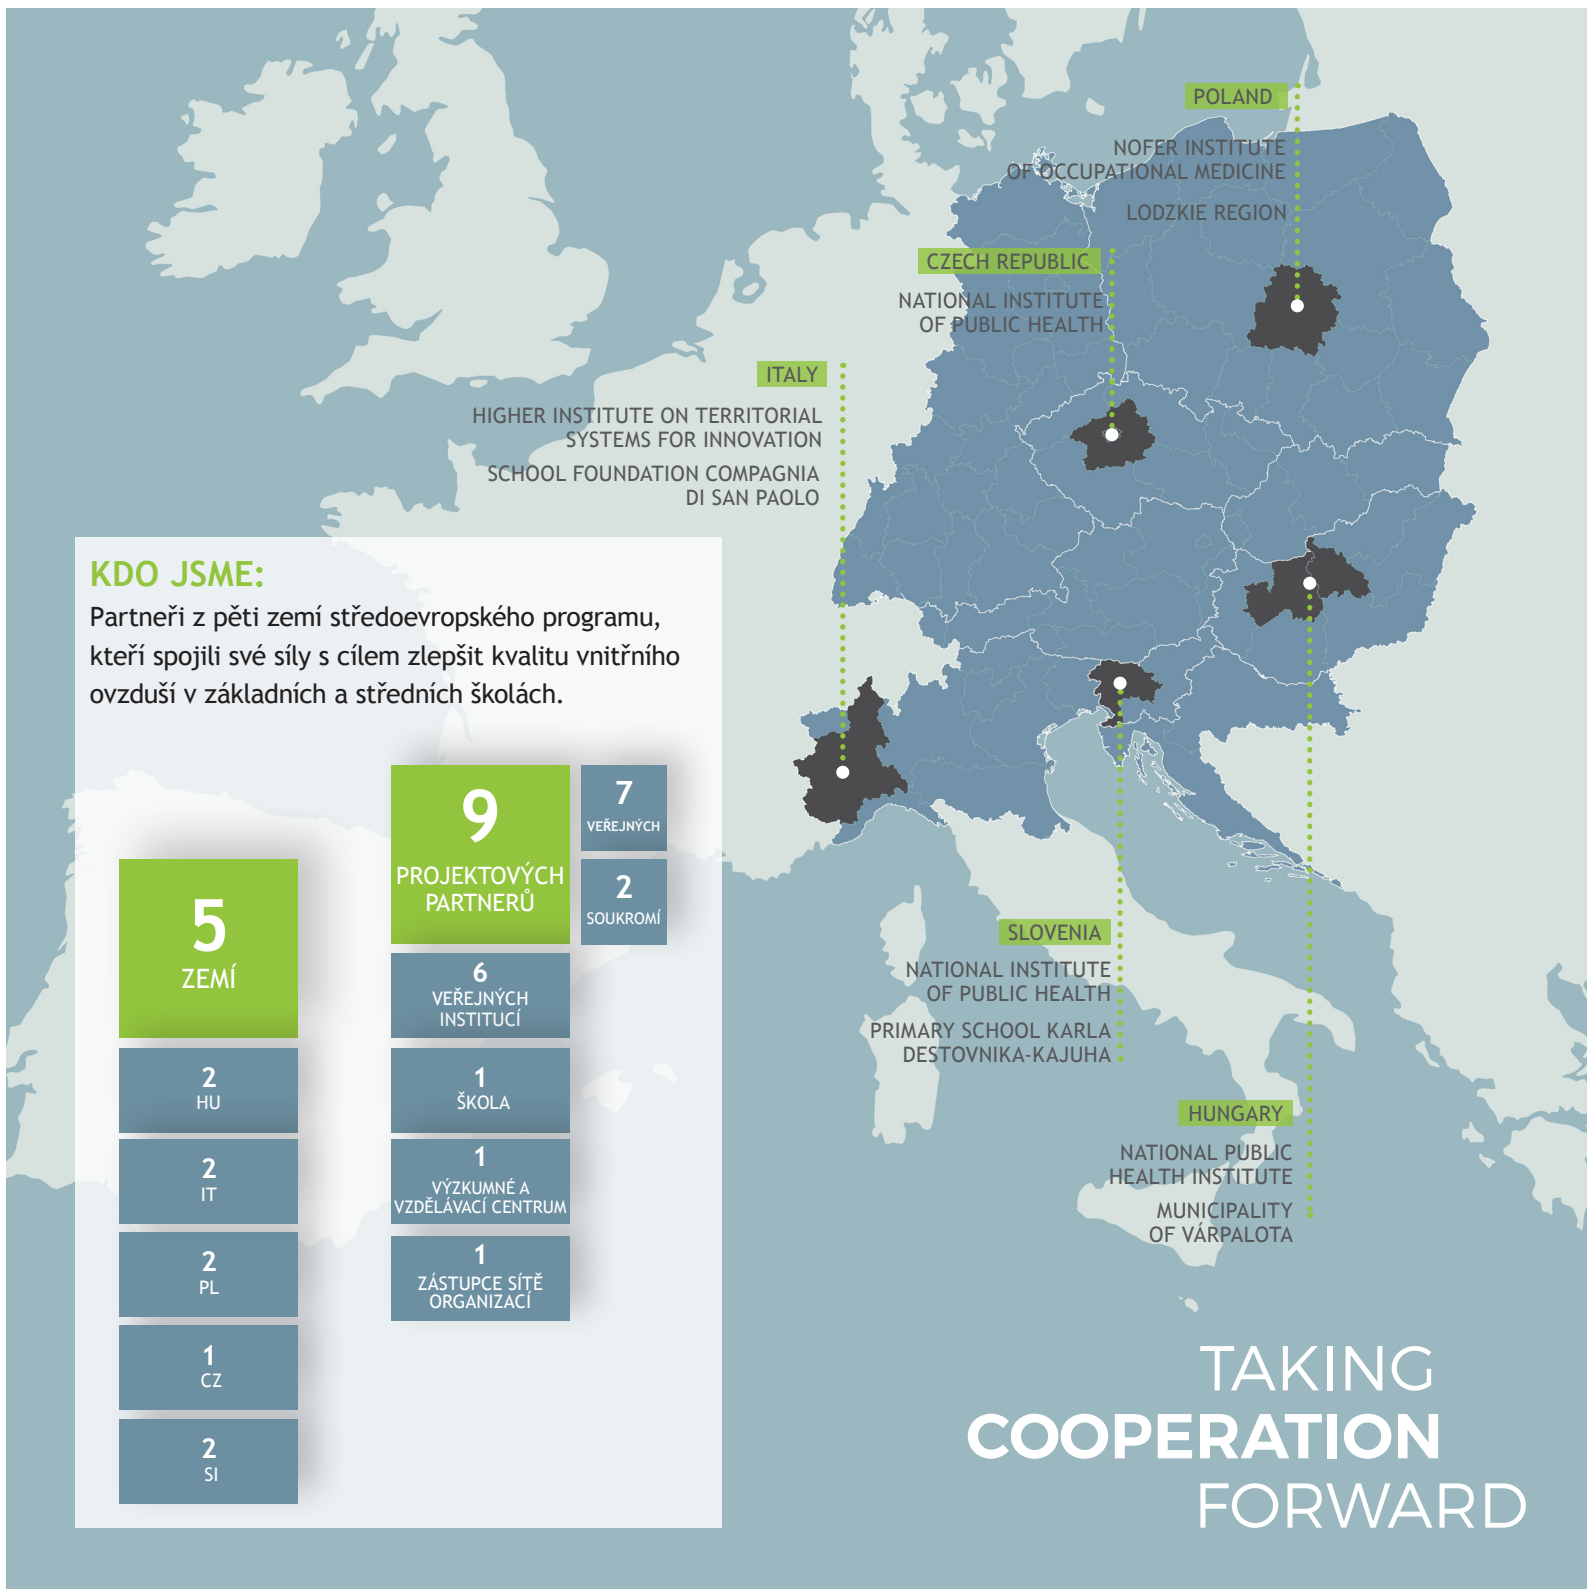 POLAND
NOFER INSTITUTE
OF OCCUPATIONAL MEDICINE
LODZKIE REGION
CZECH REPUBLIC
NATIONAL INSTITUTE
OF PUBLIC HEALTH
ITALY
HIGHER INSTITUTE ON TERRITORIAL
SYSTEMS FOR INNOVATION
SCHOOL FOUNDATION COMPAGNIA
DI SAN PAOLO
KDO JSME:
Partneři z pěti zemí středoevropského programu,
kteří spojili své síly s cílem zlepšit kvalitu vnitřního
ovzduší v základních a středních školách.
5
ZEMÍ
2
HU
2
IT
2
PL
1
CZ
2
SI
9
PROJEKTOVÝCH
PARTNERŮ
7
VEŘEJNÝCH
2
SOUKROMÍ
6
VEŘEJNÝCH
INSTITUCÍ
1
ŠKOLA
1
VÝZKUMNÉ A
VZDĚLÁVACÍ CENTRUM
1
ZÁSTUPCE SÍTĚ
ORGANIZACÍ
SLOVENIA
NATIONAL INSTITUTE
OF PUBLIC HEALTH
PRIMARY SCHOOL KARLA
DESTOVNIKA-KAJUHA
HUNGARY
NATIONAL PUBLIC
HEALTH INSTITUTE
MUNICIPALITY
OF VÁRPALOTA
TAKING
COOPERATION
FORWARD